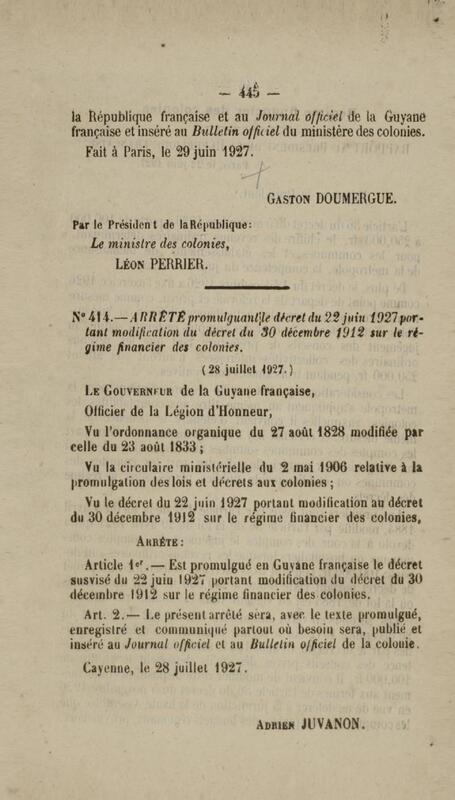 — 445 —
la République française et au Journal officiel de la Guyane
française et inséré au Bulletin officiel du ministère des colonies.
Fait à Paris, le 29 juin 1927.
Gaston DOUMERGUE.
Par le Président de la République:
Le ministre des colonies,
Léon PERRIER.
N° 414. — ARRÊTÉ promulguant le décret du 22 juin 1927 por-
tant modification du décret du 30 décembre 1912 sur le ré-
gime financier des colonies.
(28 juillet 1927.)
Le Gouverneur de la Guyane française,
Officier de la Légion d'Honneur,
Vu l'ordonnance organique du 27 août 1828 modifiée par
celle du 23 août 1833;
Vu la circulaire ministérielle du 2 mai 1906 relative à la
promulgation des lois et décrets aux colonies;
Vu le décret du 22 juin 1927 portant modification au décret
du 30 décembre 1912 sur le régime financier des colonies,
Arrête:
Article 1er. — Est promulgué en Guyane française le décret
susvisé du 22 juin 1927 portant modification du décret du 30
décembre 1912 sur le régime financier des colonies.
Art. 2. — Le présent arrêté sera, avec le texte promulgué,
enregistré et communiqué partout où besoin sera, publié et
inséré au Journal officiel et au Bulletin officiel de la colonie.
Cayenne, le 28 juillet 1927.
Adrien JUVANON.